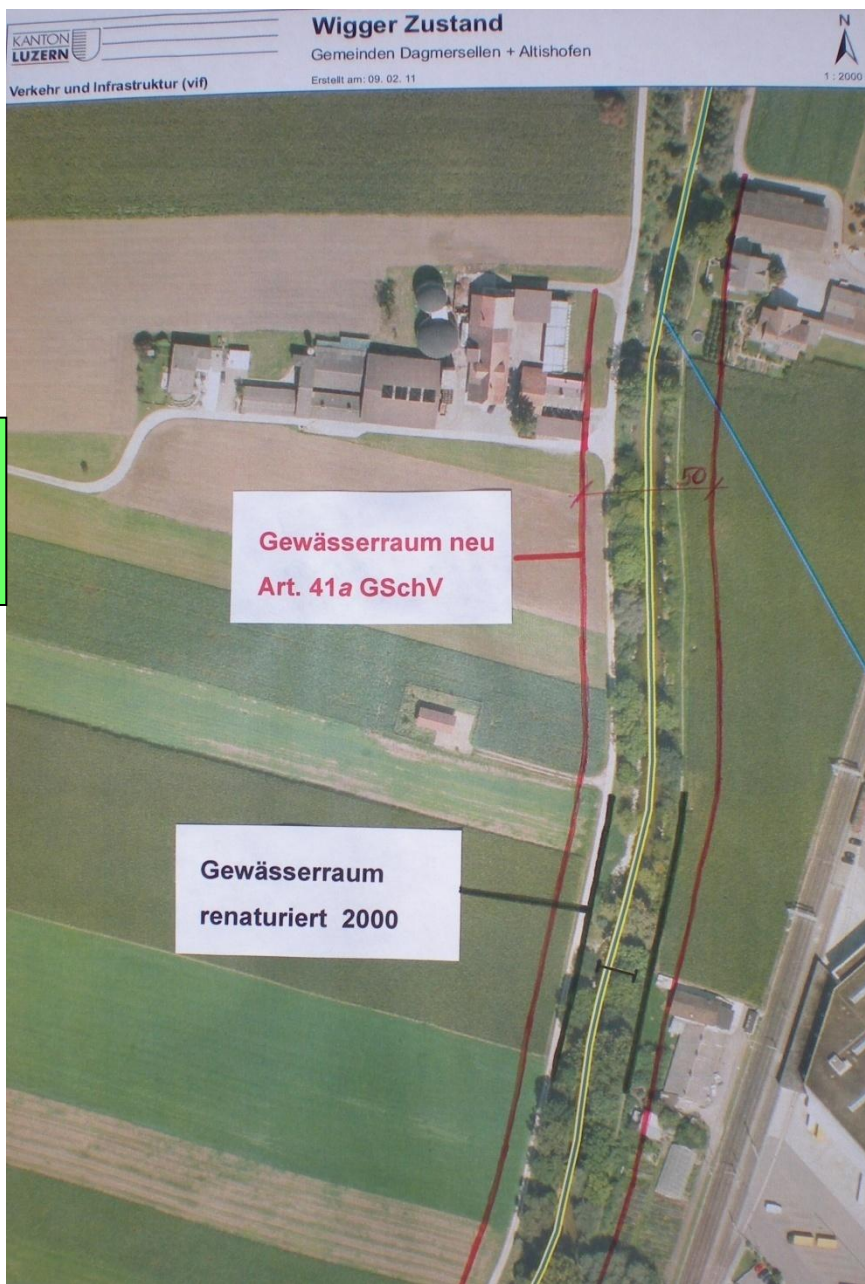 KANTON
LUZERN
Verkehr und Infrastruktur (vif)
Wigger Zustand
Gemeinden Dagmersellen + Altishofen
Erstellt am: 09. 02. 11
N
1 : 2000
50
Gewässerraum neu
Art. 41a GSchV
Gewässerraum
renaturiert 2000